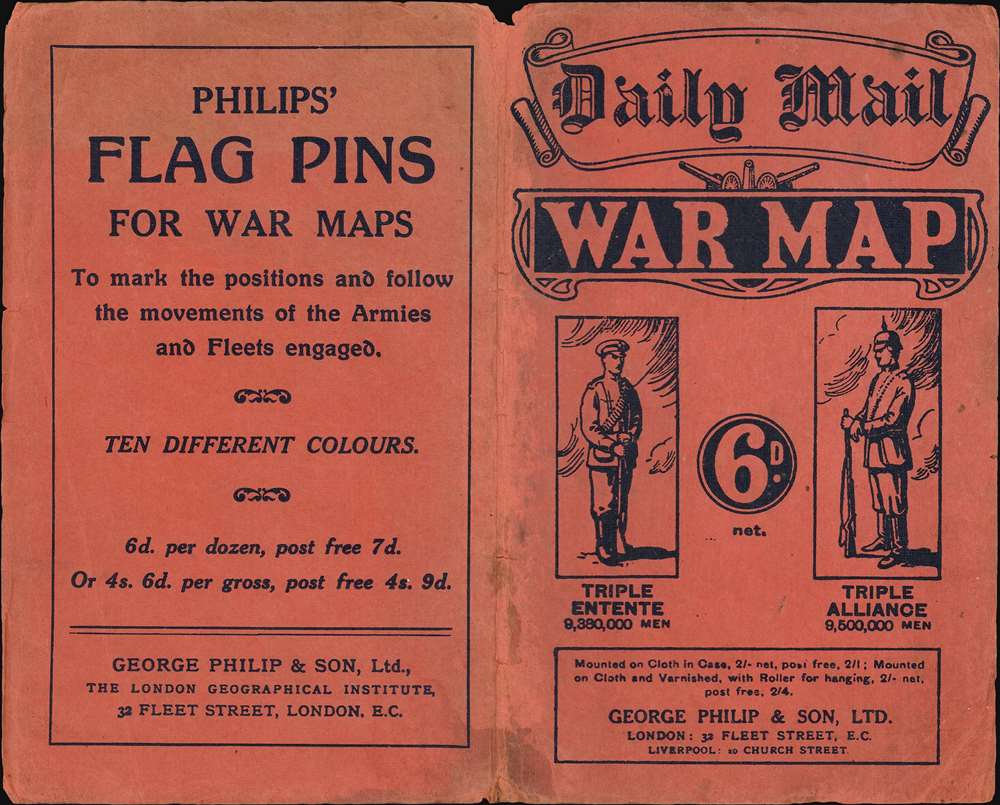 PHILIPS'
FLAG PINS
FOR WAR MAPS
To mark the positions and follow
the movements of the Armies
and Fleets engaged.
TEN DIFFERENT COLOURS.
6d. per dozen, post free 7d.
Or 4s. 6d. per gross, post free 4s. 9d.
GEORGE PHILIP & SON, Ltd.,
THE LONDON GEOGRAPHICAL INSTITUTE,
32 FLEET STREET, LONDON, E.C.
Daily Mail
WAR MAP
6D.
net.
TRIPLE
ENTENTE
9,380,000 MEN
TRIPLE
ALLIANCE
9,500,000 MEN
Mounted on Cloth in Case, 2/- net, post free, 2/1; Mounted
on Cloth and Varnished, with Roller for hanging, 2/- net,
post free, 2/4.
GEORGE PHILIP & SON, LTD.
LONDON: 32 FLEET STREET, E.C.
LIVERPOOL: 20 CHURCH STREET.